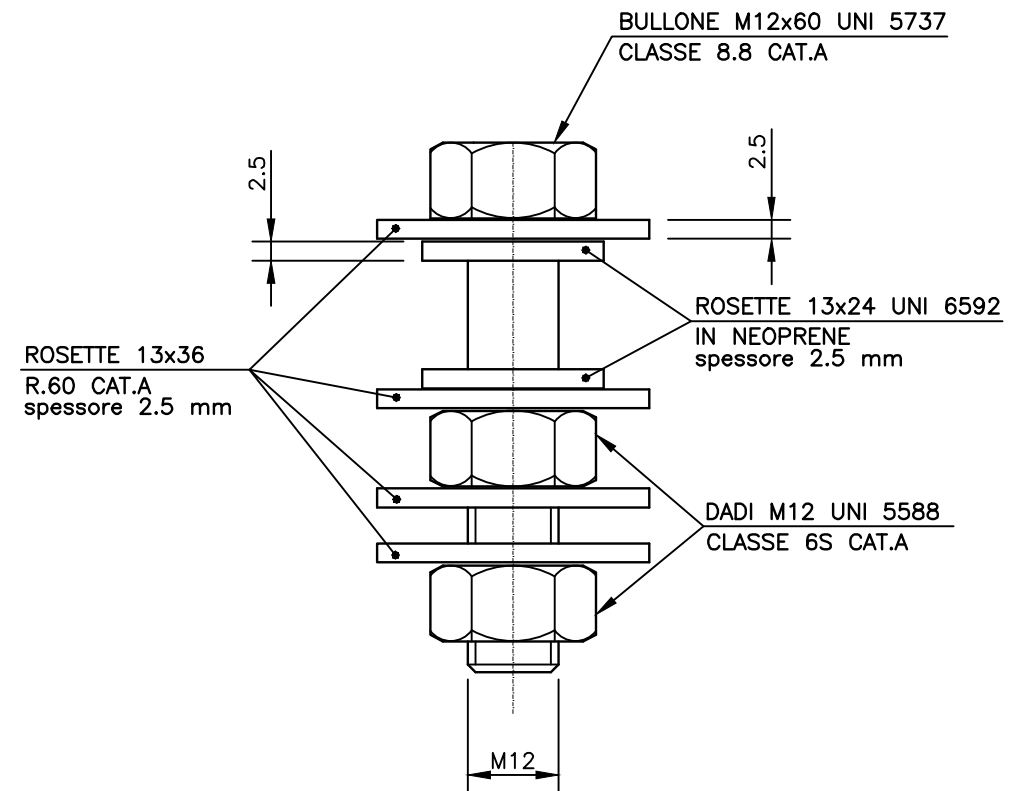 BULLONE M12x60 UNI 5737
CLASSE 8.8 CAT.A
2.5
2.5
ROSETTE 13x24 UNI 6592
IN NEOPRENE
spessore 2.5 mm
ROSETTE 13x36
R.60 CAT.A
spessore 2.5 mm
DADI M12 UNI 5588
CLASSE 6S CAT.A
M12